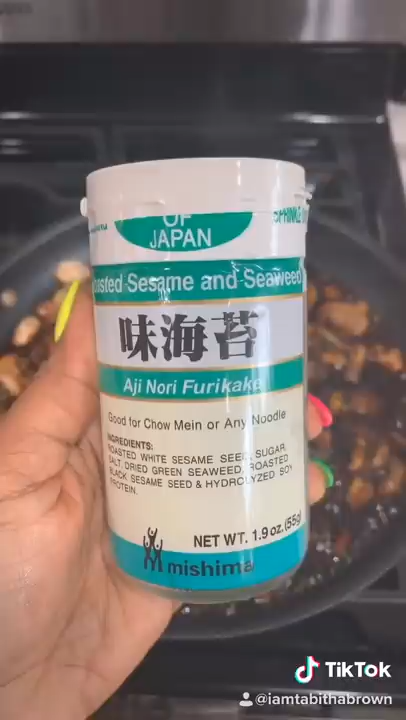 OF
JAPAN
SPRINKLE
Roasted Sesame and Seaweed
味海苔
Aji Nori Furikake
Good for Chow Mein or Any Noodle
INGREDIENTS:
ROASTED WHITE SESAME SEED, SUGAR,
SALT, DRIED GREEN SEAWEED, ROASTED
BLACK SESAME SEED & HYDROLYZED SOY
PROTEIN.
NET WT. 1.9 oz. (55g)
mishima
TikTok
@iamtabithabrown